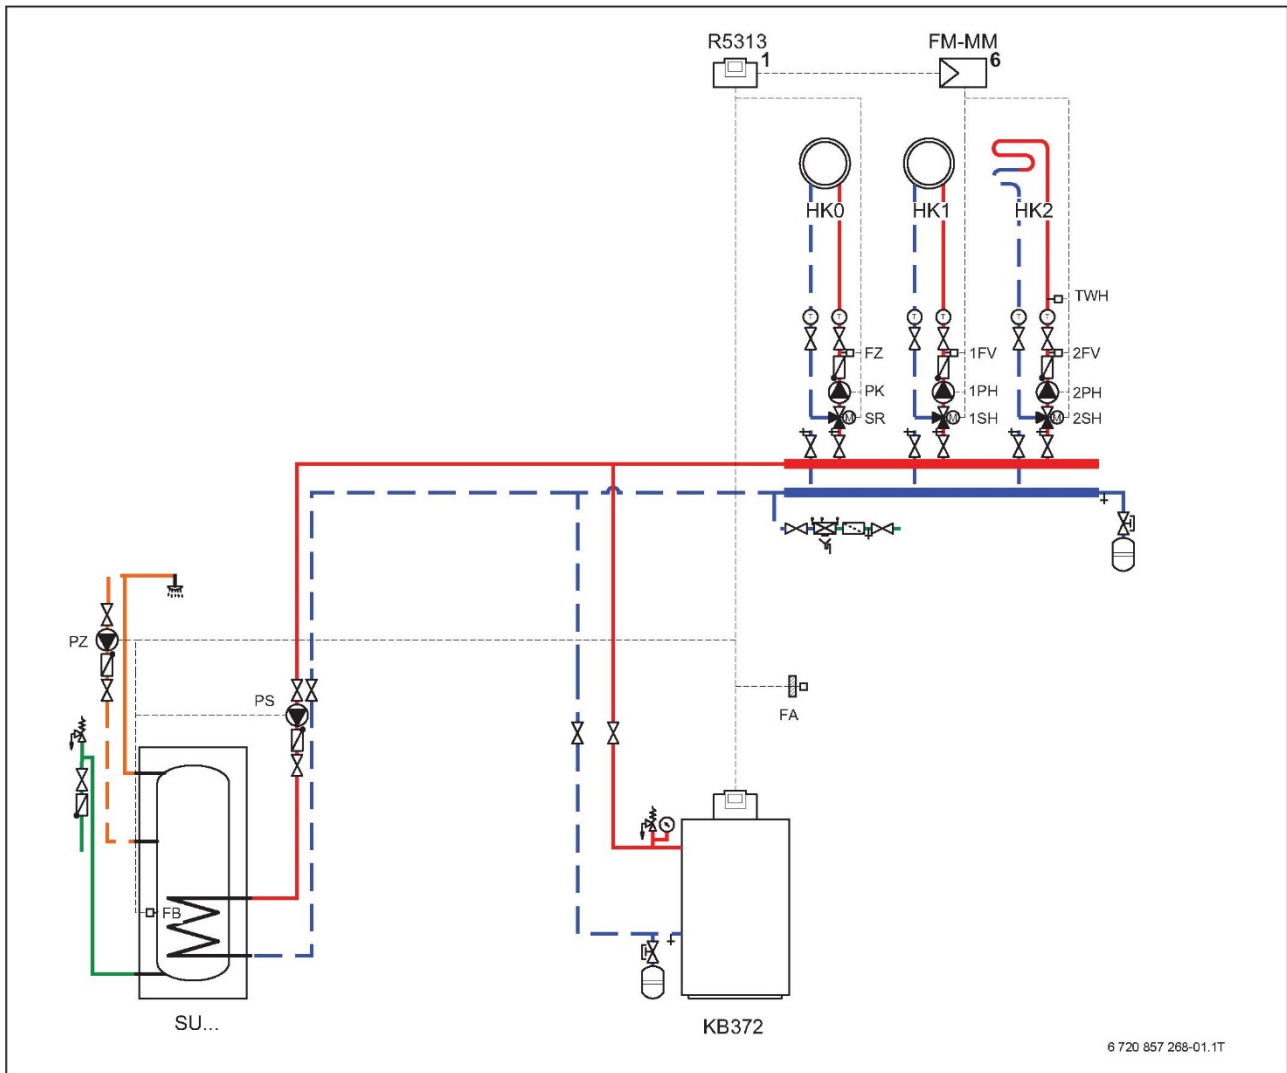 R5313 1
FM-MM 6
HK0
HK1
HK2
TWH
T T T T T T
FZ
1FV
2FV
PK
1PH
2PH
M SR
M 1SH
M 2SH
PZ
PS
FA
FB
SU...
KB372
6 720 857 268-01.1T